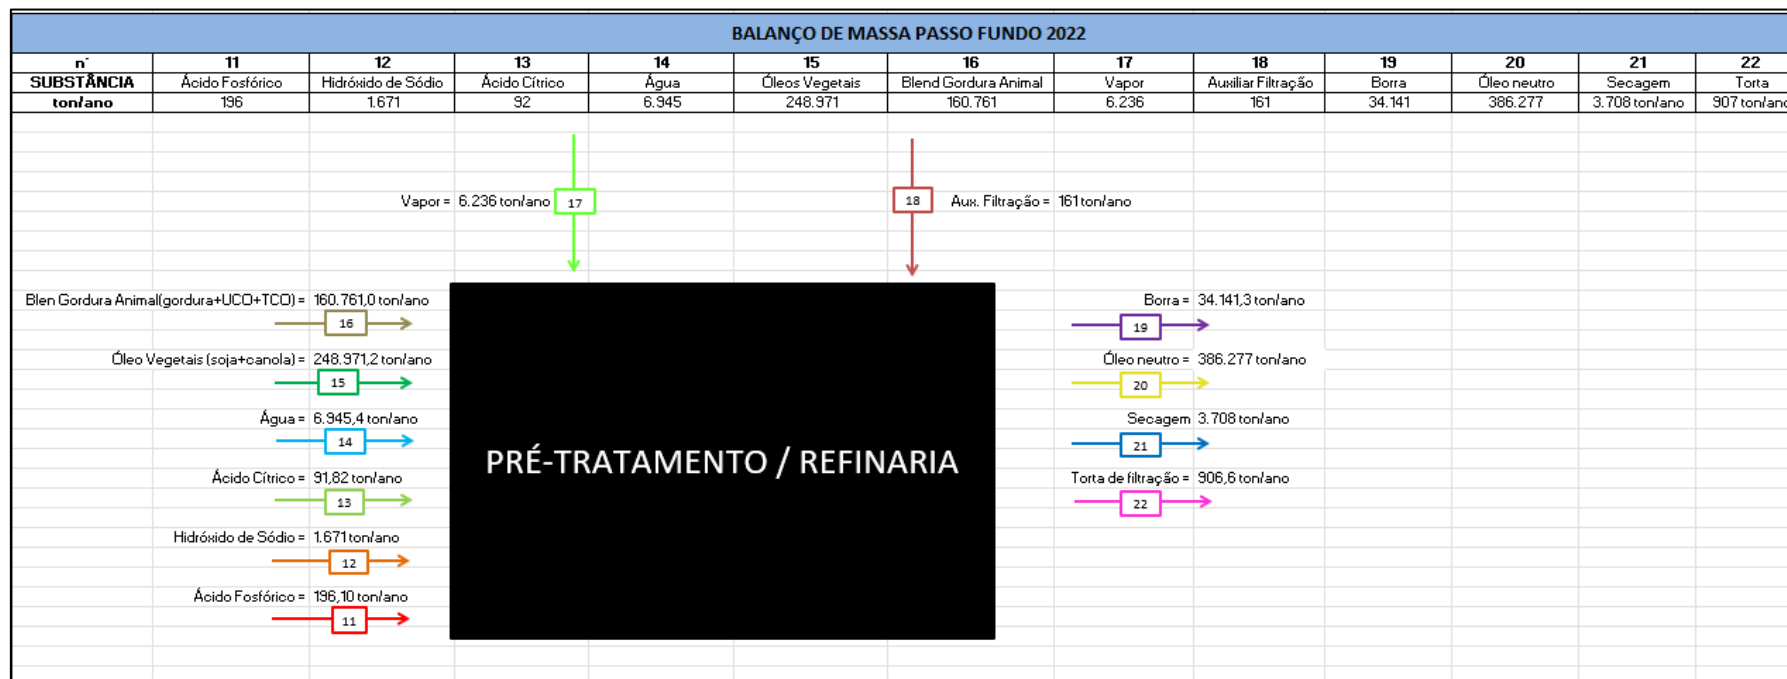 BALANÇO DE MASSA PASSO FUNDO 2022
n° 11 12 13 14 15 16 17 18 19 20 21 22
SUBSTÂNCIA Ácido Fosfórico Hidróxido de Sódio Ácido Cítrico Água Óleos Vegetais Blend Gordura Animal Vapor Auxiliar Filtração Borra Óleo neutro Secagem Torta
ton/ano 196 1.671 92 6.945 248.971 160.761 6.236 161 34.141 386.277 3.708 ton/ano 907 ton/ano
Vapor = 6.236 ton/ano 17 18 Aux. Filtração = 161 ton/ano
Blen Gordura Animal(gordura+UCO+TCO) = 160.761,0 ton/ano
16
Óleo Vegetais (soja+canola) = 248.971,2 ton/ano
15
Água = 6.945,4 ton/ano
14
Ácido Cítrico = 91,82 ton/ano
13
Hidróxido de Sódio = 1.671 ton/ano
12
Ácido Fosfórico = 196,10 ton/ano
11
PRÉ-TRATAMENTO / REFINARIA
Borra = 34.141,3 ton/ano
19
Óleo neutro = 386.277 ton/ano
20
Secagem 3.708 ton/ano
21
Torta de filtração = 906,6 ton/ano
22